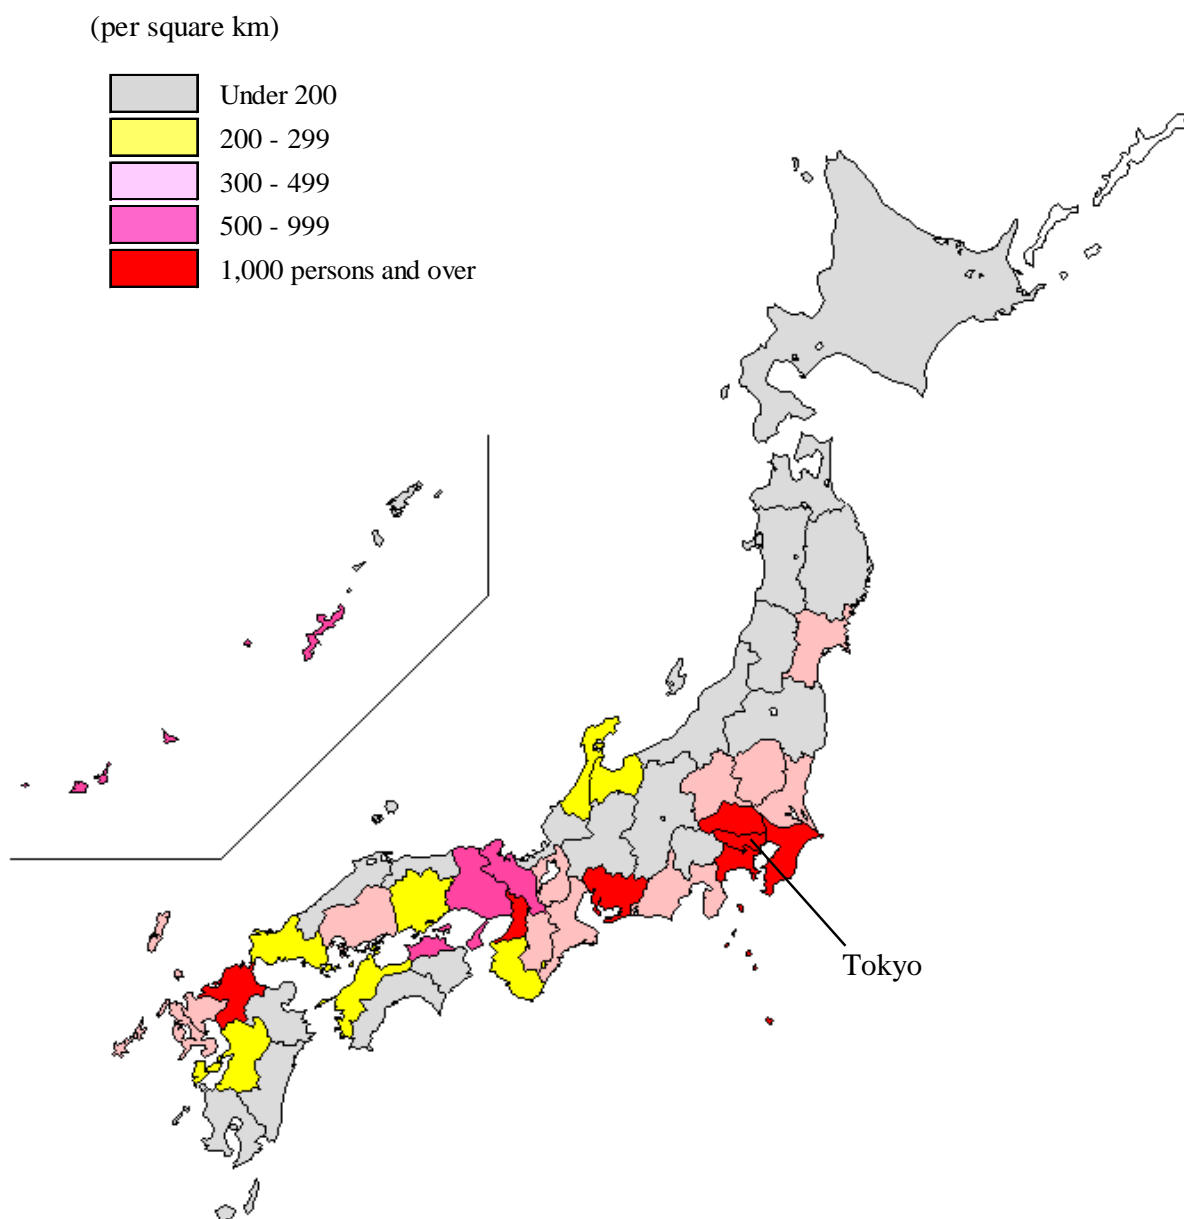 (per square km)
Under 200
200 - 299
300 - 499
500 - 999
1,000 persons and over
Tokyo